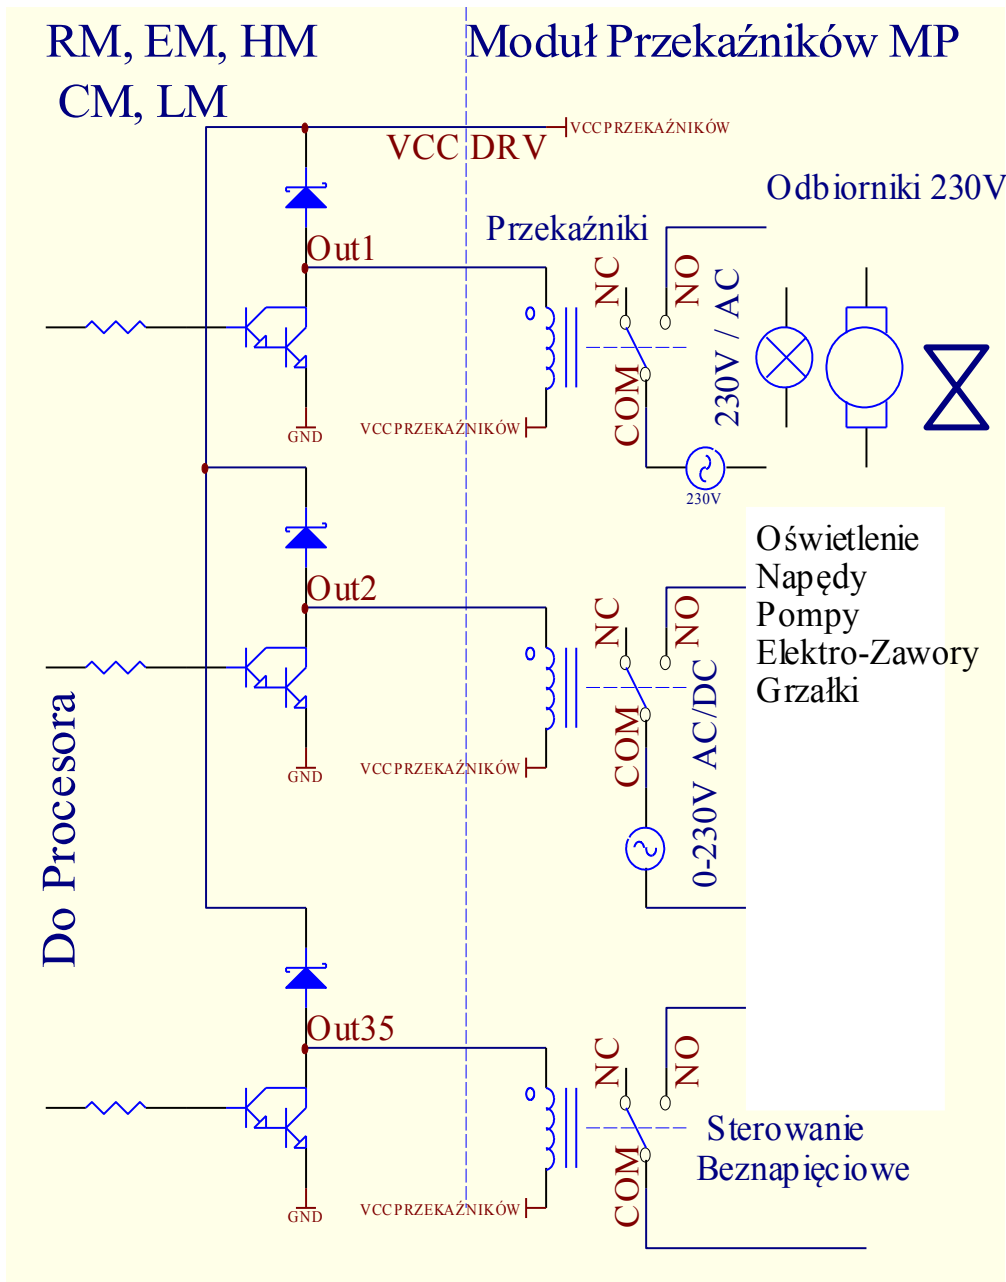 RM, EM, HM
CM, LM
Moduł Przekaźników MP
VCC DRV
VCCPRZEKAŹNIKÓW
Odbiorniki 230V
Przekaźniki
Out1
NC
NO
COM
230V / AC
GND
VCCPRZEKAŹNIKÓW
230V
Oświetlenie
Napędy
Pompy
Elektro-Zawory
Grzałki
Out2
NC
NO
COM
0-230V AC/DC
GND
VCCPRZEKAŹNIKÓW
Do Procesora
Out35
NC
NO
COM
Sterowanie
Beznapięciowe
GND
VCCPRZEKAŹNIKÓW